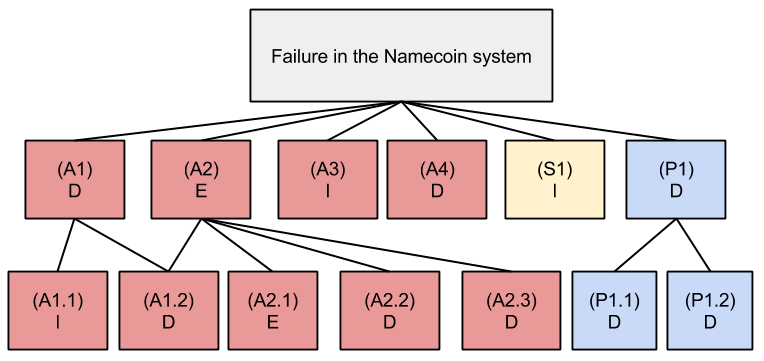 Failure in the Namecoin system
(A1)
D
(A2)
E
(A3)
I
(A4)
D
(S1)
I
(P1)
D
(A1.1)
I
(A1.2)
D
(A2.1)
E
(A2.2)
D
(A2.3)
D
(P1.1)
D
(P1.2)
D